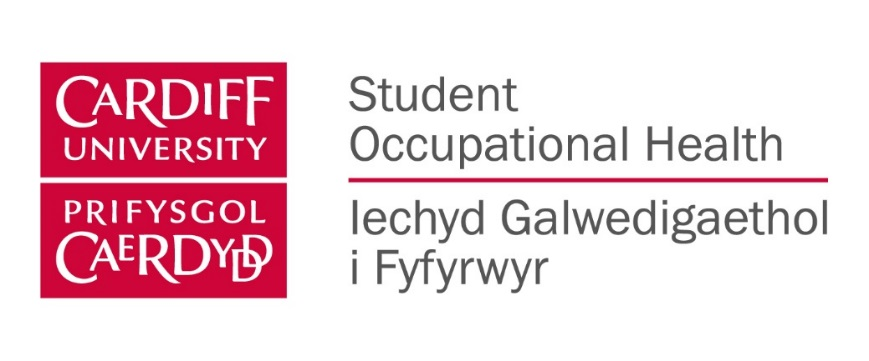 CARDIFF
UNIVERSITY
PRIFYSGOL
CAERDYDD
Student
Occupational Health
Iechyd Galwedigaethol
i Fyfyrwyr